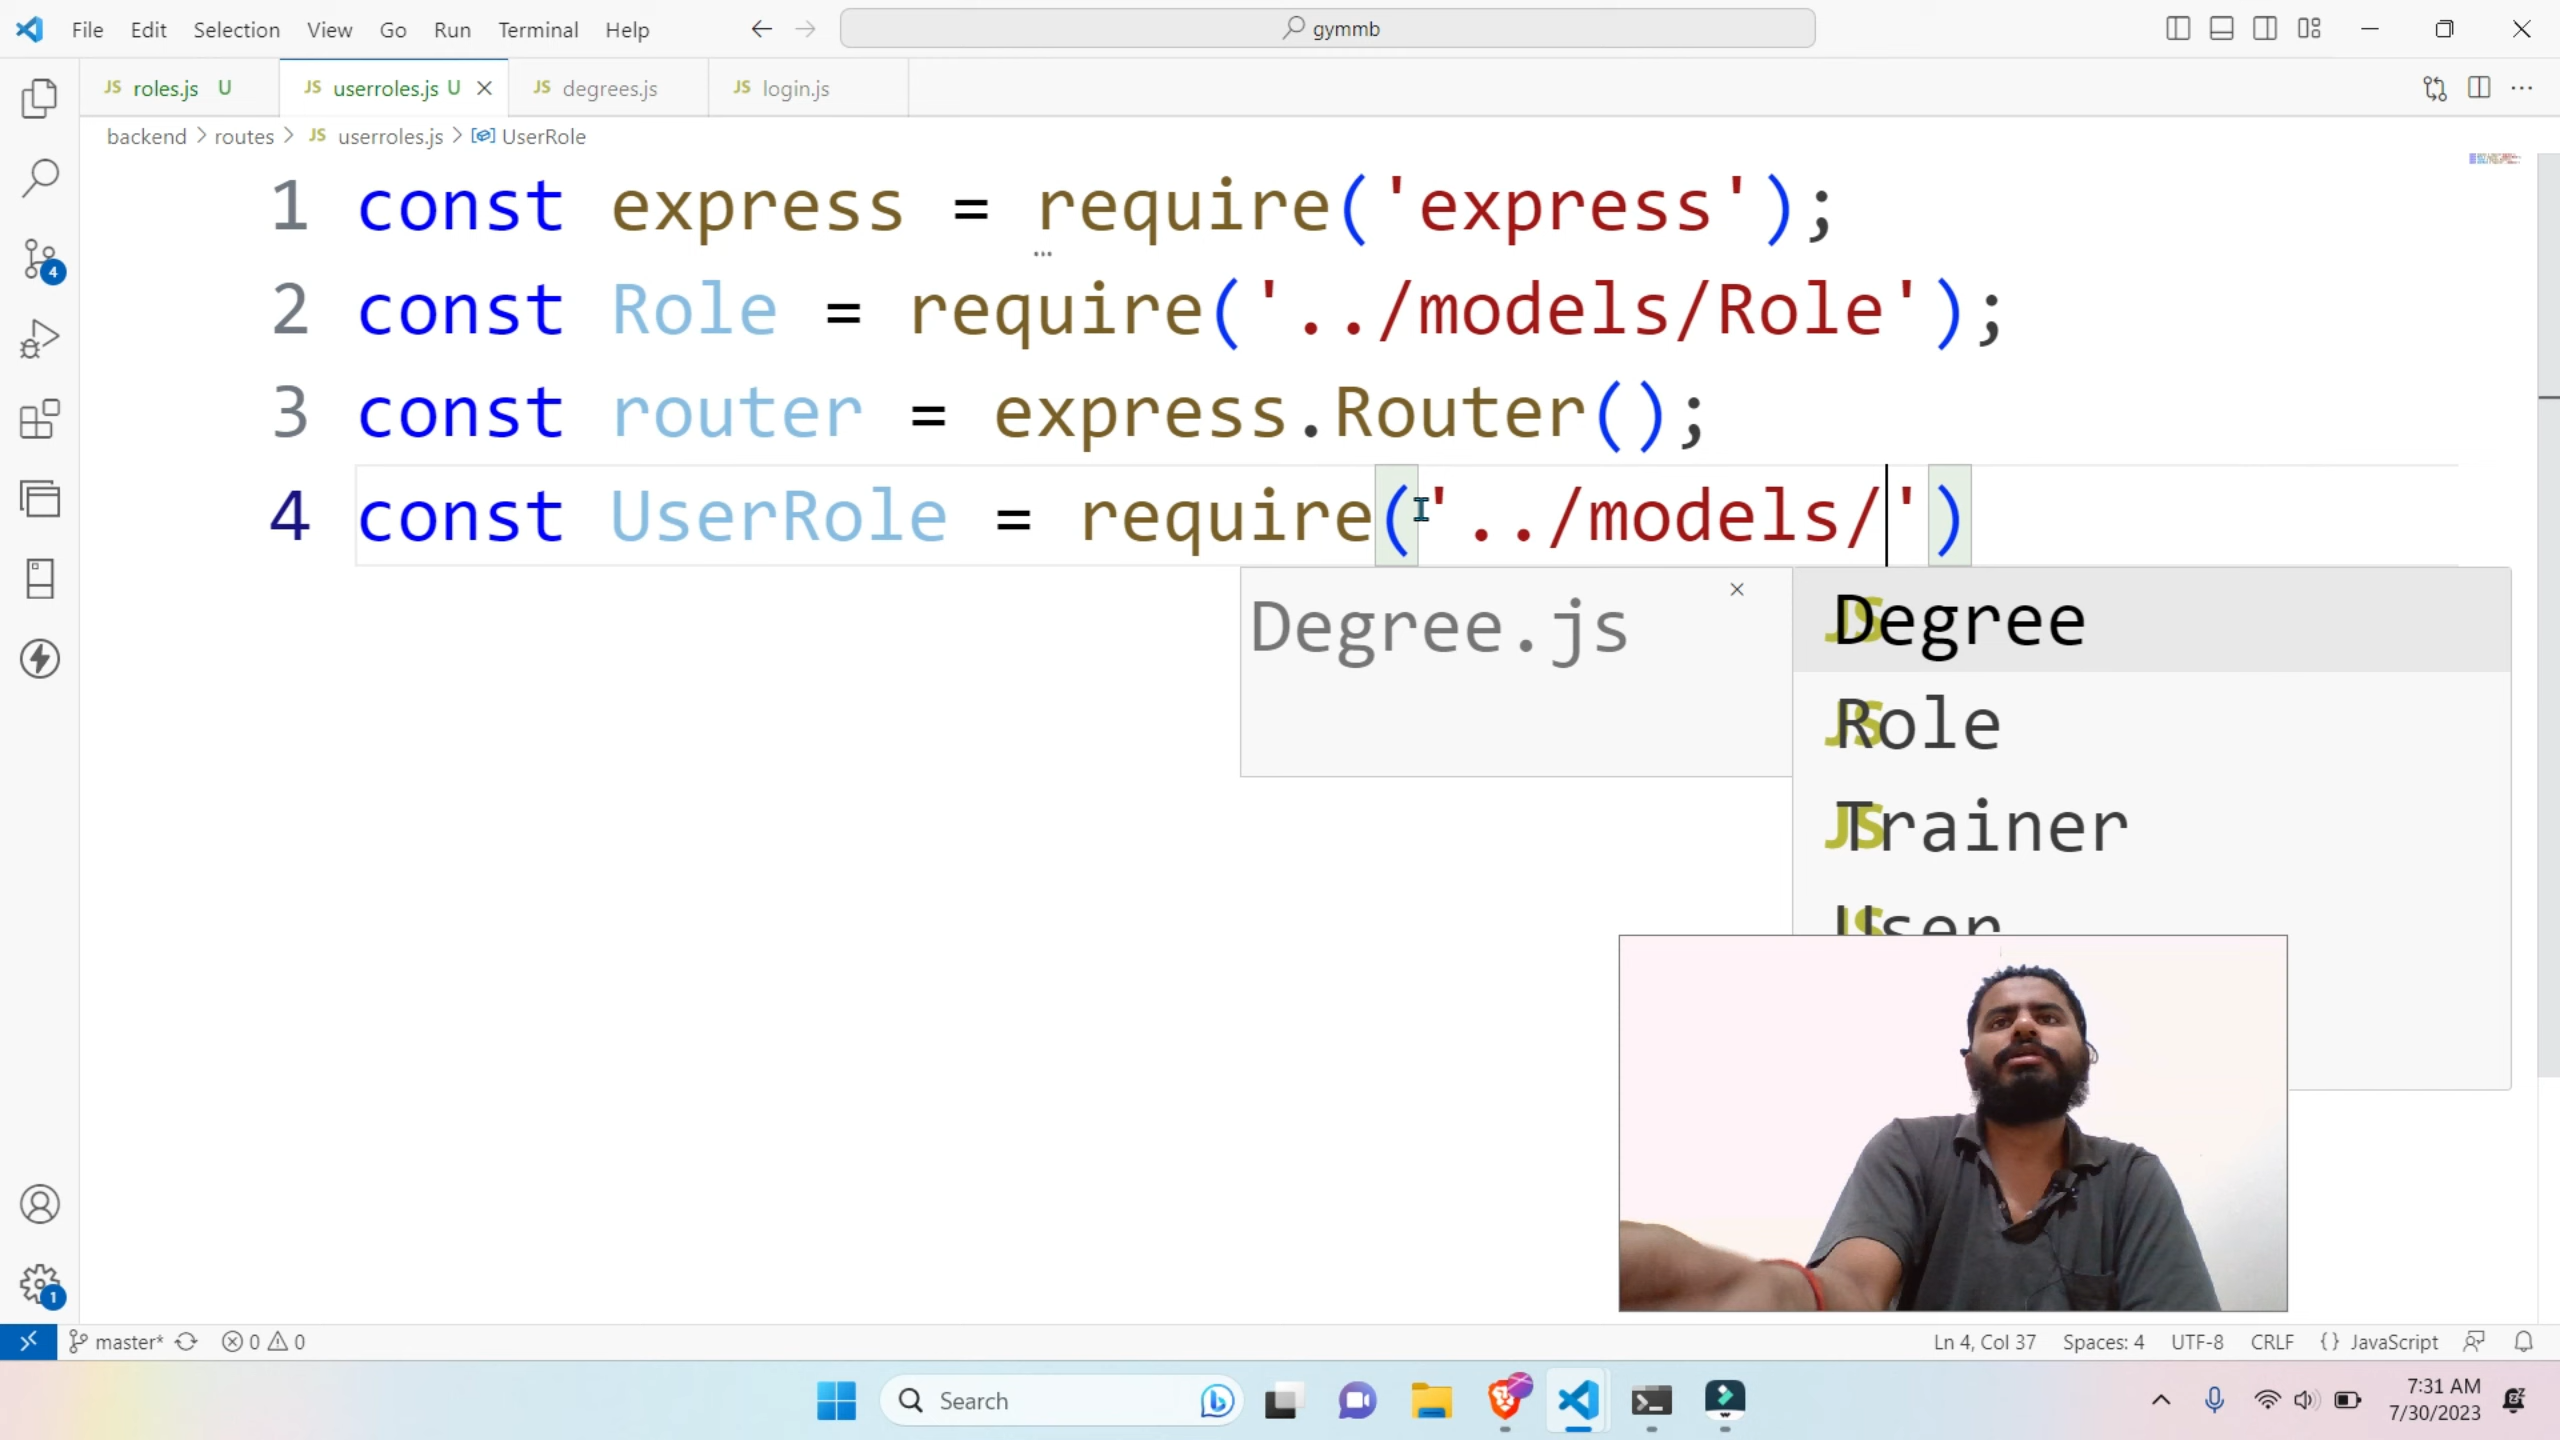 File Edit Selection View Go Run Terminal Help
gymmb
JS roles.js U
JS userroles.js U
JS degrees.js
JS login.js
backend > routes > JS userroles.js > UserRole
1 const express = require('express');
2 const Role = require('../models/Role');
3 const router = express.Router();
4 const UserRole = require('../models/')
Degree.js
Degree
Role
Trainer
User
4
1
master* 0 0
Ln 4, Col 37 Spaces: 4 UTF-8 CRLF {} JavaScript
Search
7:31 AM
7/30/2023